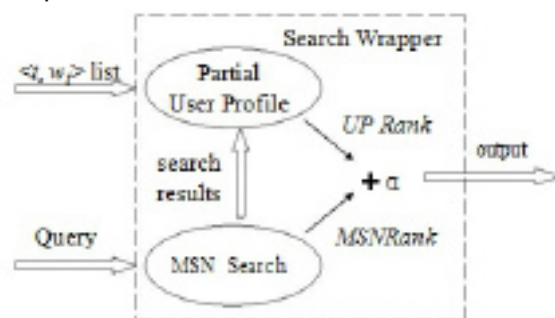 Search Wrapper
<t, w> list
Partial
User Profile
UP Rank
search
results
output
+ α
Query
MSN Search
MSNRank